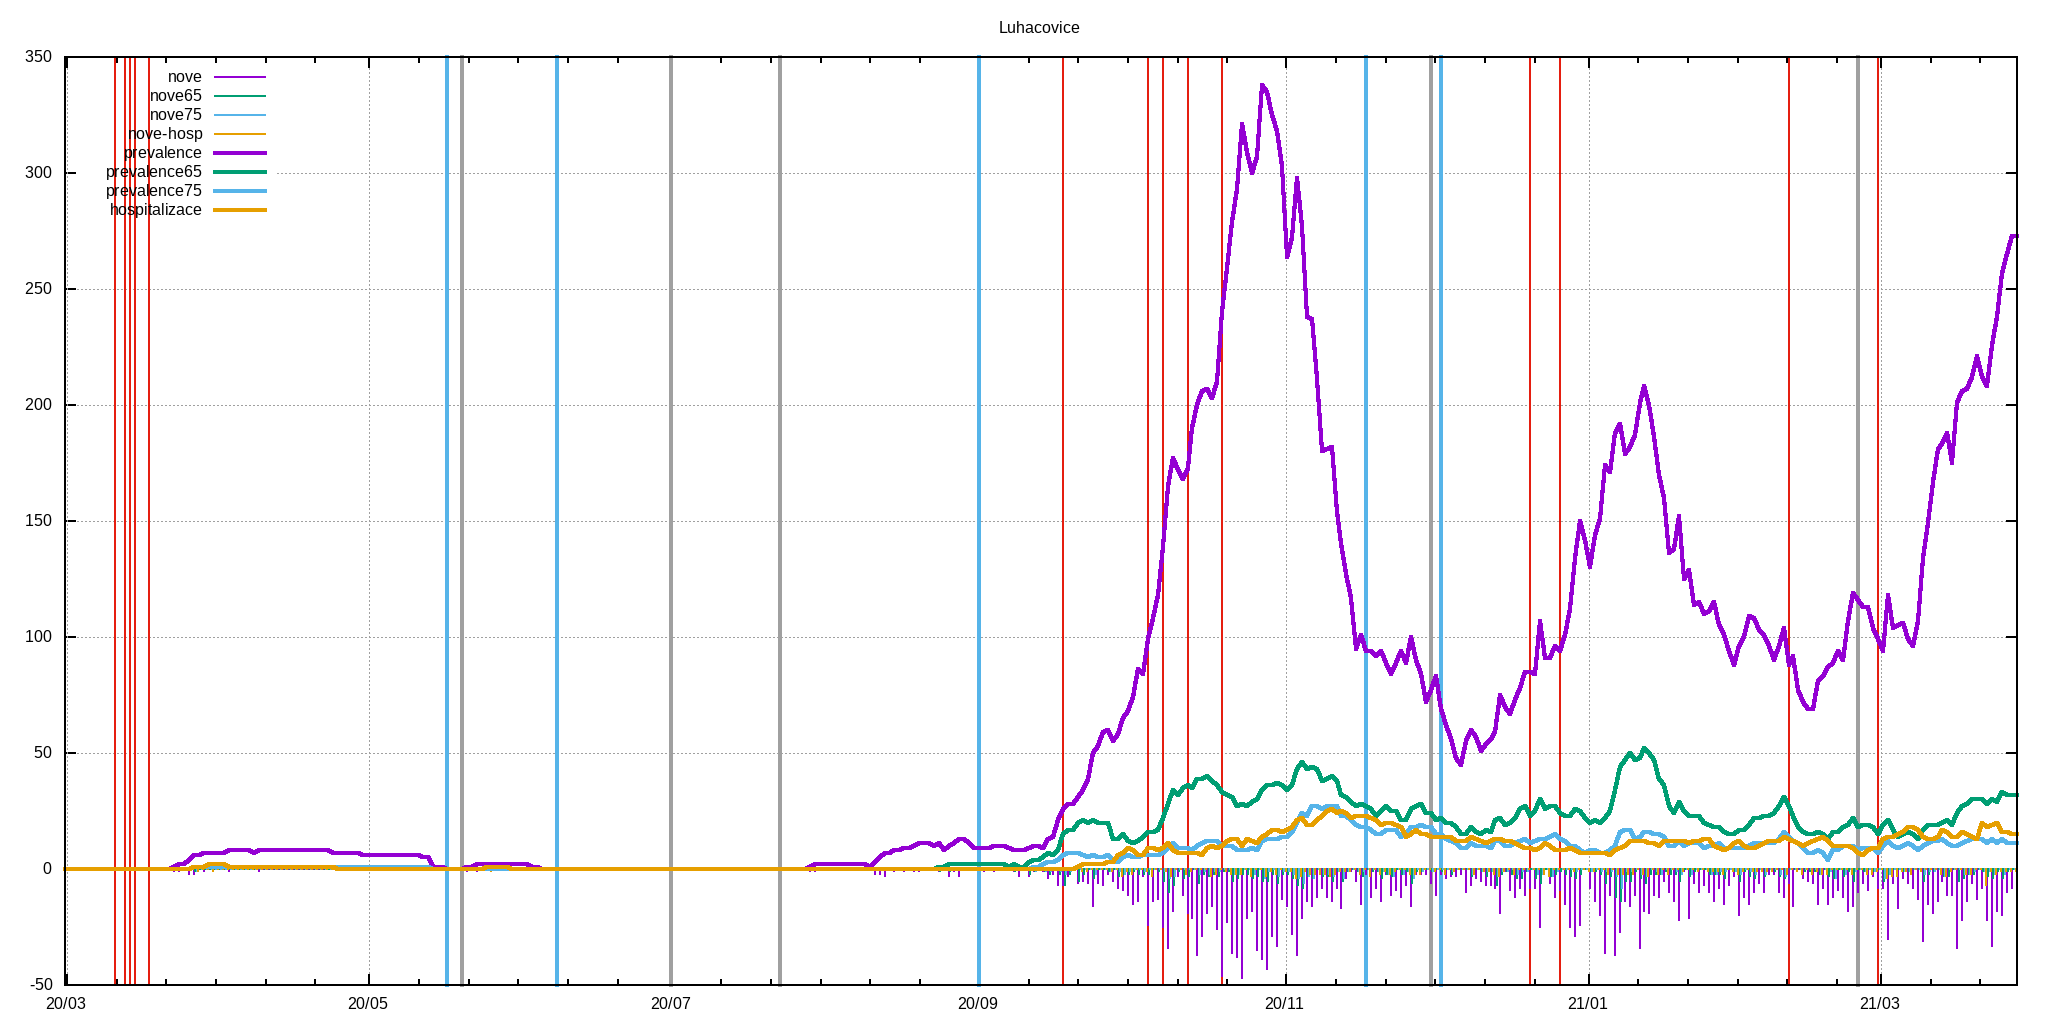 Luhacovice
350
300
250
200
150
100
50
0
-50
nove
nove65
nove75
nove-hosp
prevalence
prevalence65
prevalence75
hospitalizace
20/03 20/05 20/07 20/09 20/11 21/01 21/03